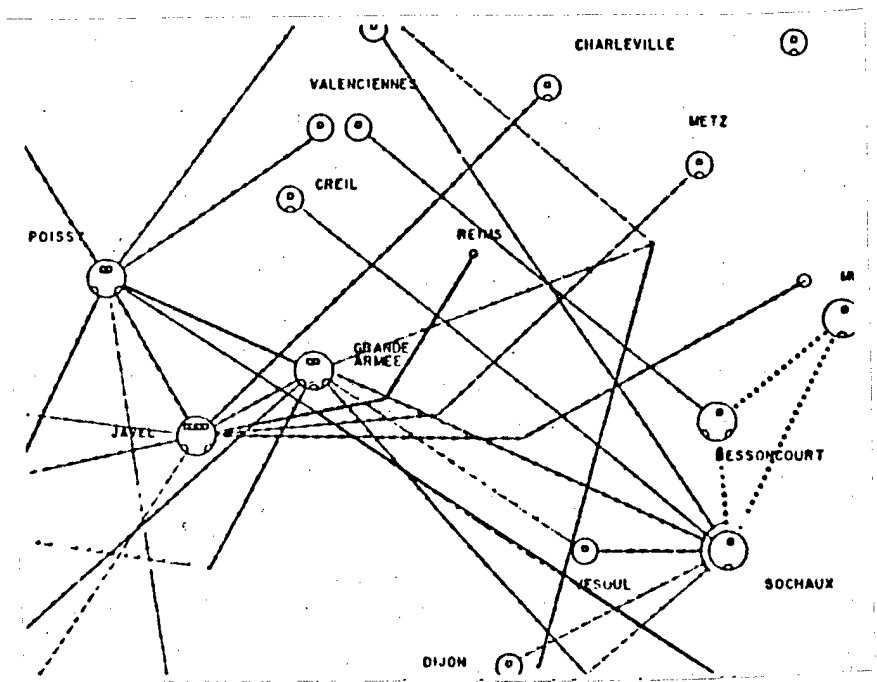 CHARLEVILLE
VALENCIENNES
METZ
CREIL
POISSY
REIMS
GRANDE
ARMEE
JAVEL
BESSONCOURT
VESOUL
SOCHAUX
DIJON